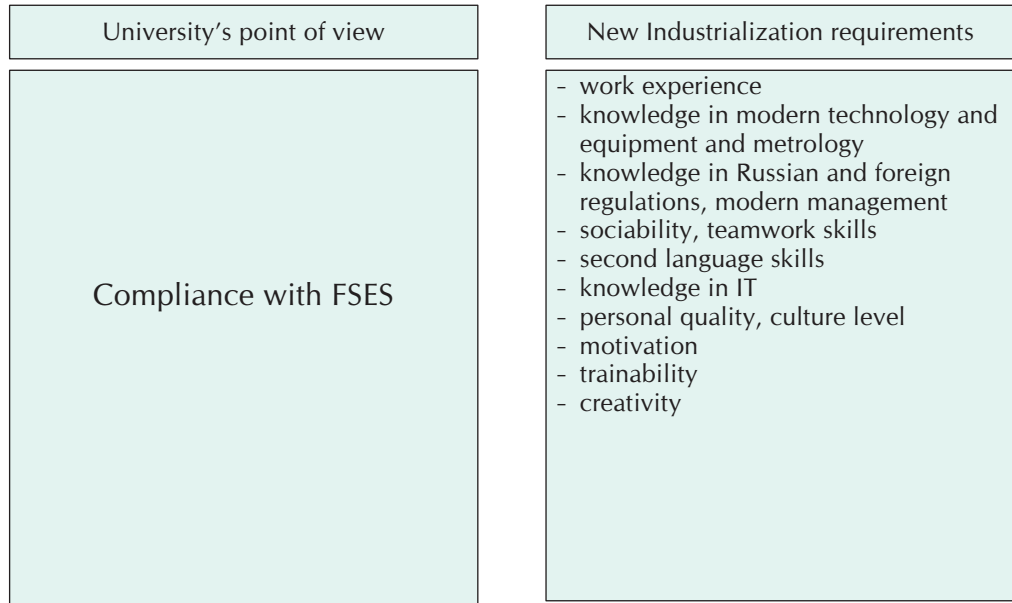 University's point of view
Compliance with FSES
New Industrialization requirements
- work experience
- knowledge in modern technology and
equipment and metrology
- knowledge in Russian and foreign
regulations, modern management
- sociability, teamwork skills
- second language skills
- knowledge in IT
- personal quality, culture level
- motivation
- trainability
- creativity